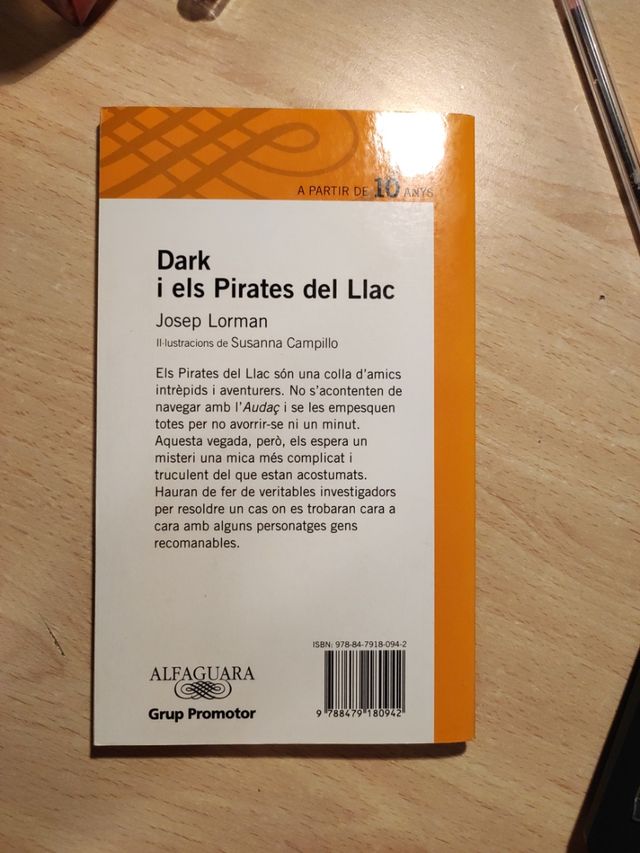 A PARTIR DE 10 ANYS
Dark
i els Pirates del Llac
Josep Lorman
Il·lustracions de Susanna Campillo
Els Pirates del Llac són una colla d'amics
intrèpids i aventurers. No s'acontenten de
navegar amb l'Audaç i se les empesquen
totes per no avorrir-se ni un minut.
Aquesta vegada, però, els espera un
misteri una mica més complicat i
truculent del que estan acostumats.
Hauran de fer de veritables investigadors
per resoldre un cas on es trobaran cara a
cara amb alguns personatges gens
recomanables.
ISBN: 978-84-7918-094-2
9 788479 180942
ALFAGUARA
Grup Promotor